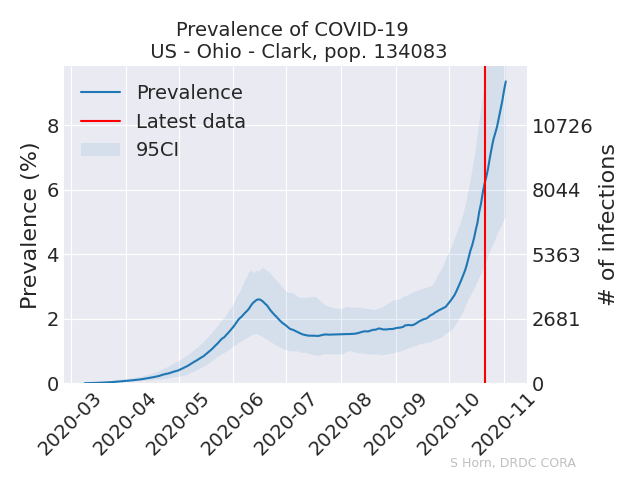 Prevalence of COVID-19
US - Ohio - Clark, pop. 134083
Prevalence
Latest data
95CI
Prevalence (%)
8
6
4
2
0
10726
8044
5363
2681
0
# of infections
2020-03
2020-04
2020-05
2020-06
2020-07
2020-08
2020-09
2020-10
2020-11
S Horn, DRDC CORA